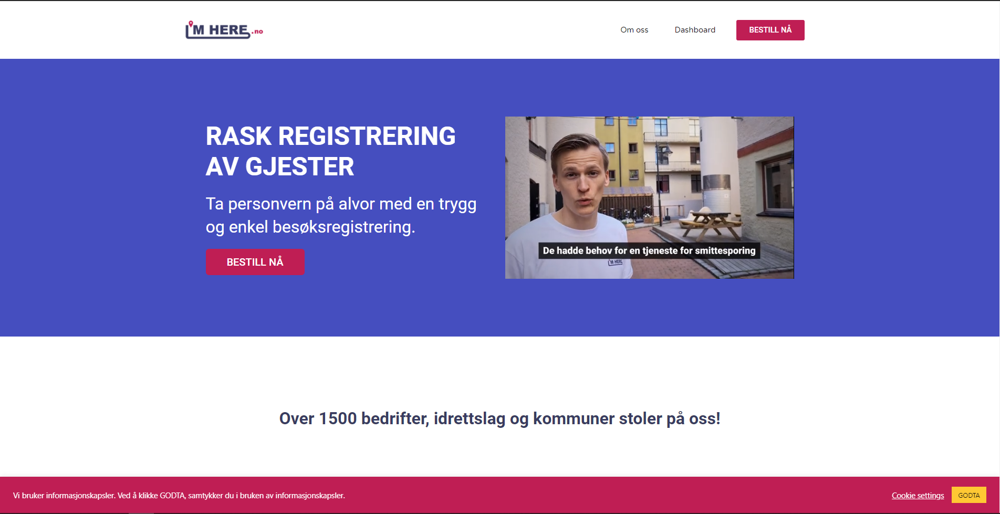 I'M HERE.no
Om oss
Dashboard
BESTILL NÅ
RASK REGISTRERING
AV GJESTER
Ta personvern på alvor med en trygg
og enkel besøksregistrering.
BESTILL NÅ
De hadde behov for en tjeneste for smittesporing
I'M HERE
Over 1500 bedrifter, idrettslag og kommuner stoler på oss!
Vi bruker informasjonskapsler. Ved å klikke GODTA, samtykker du i bruken av informasjonskapsler.
Cookie settings
GODTA